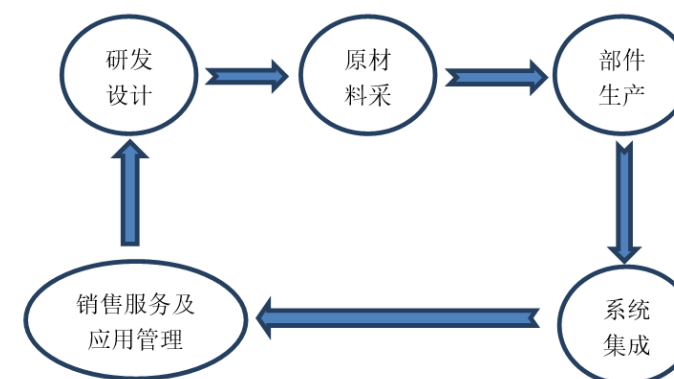 研发
设计
原材
料采
部件
生产
系统
集成
销售服务及
应用管理